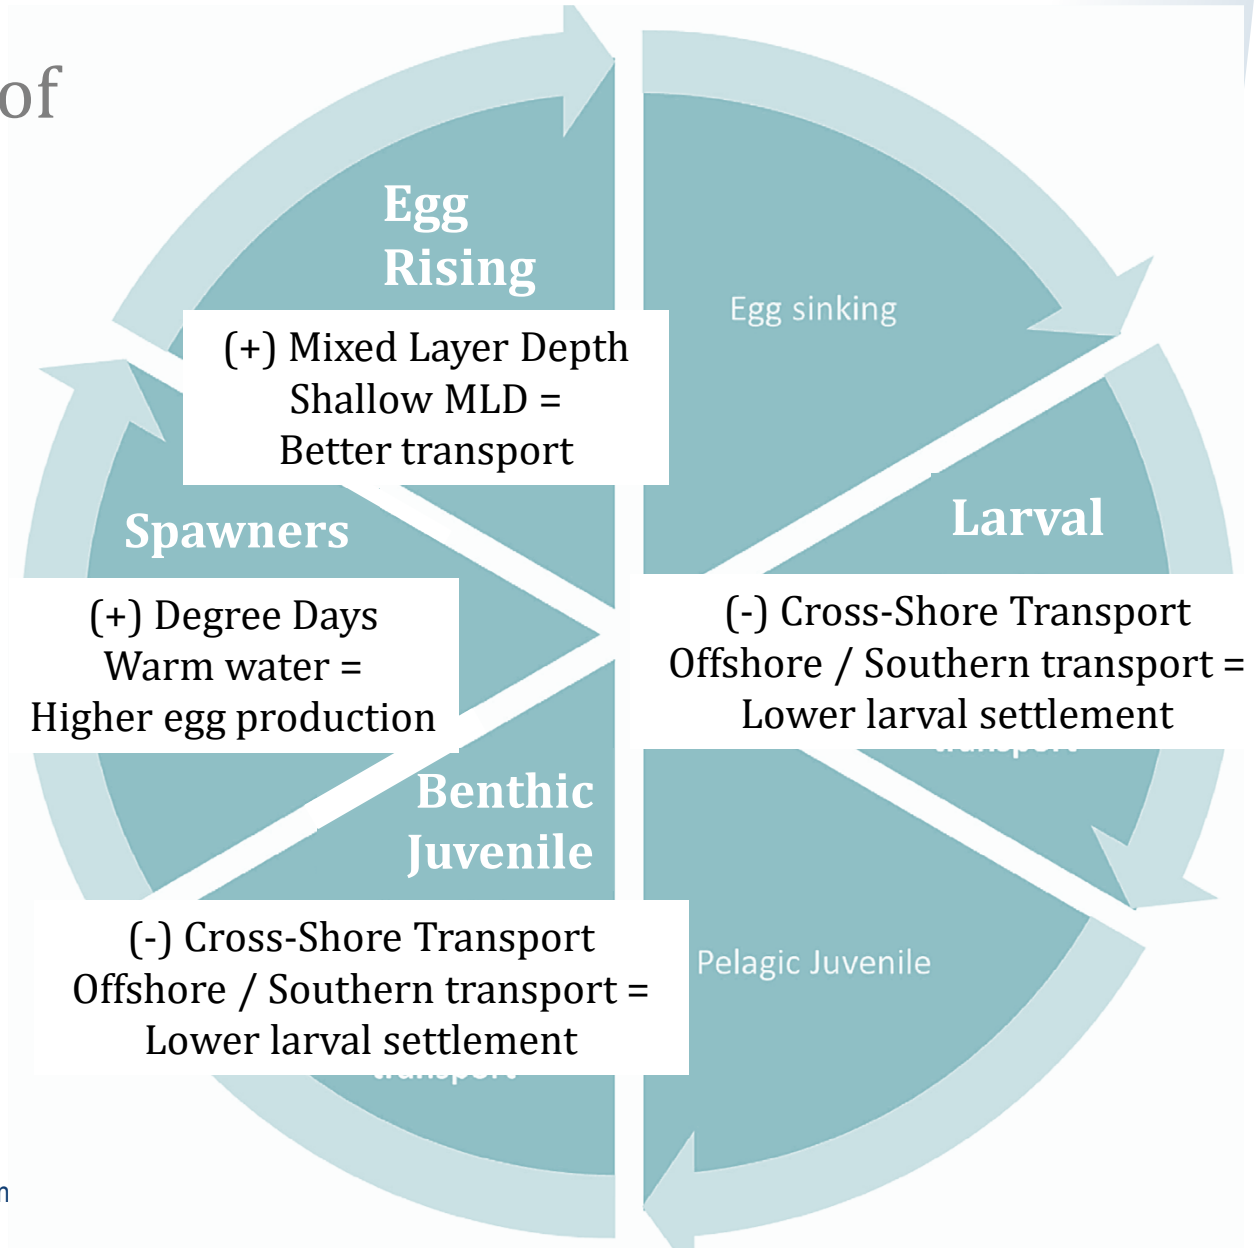 of
Egg
Rising
(+) Mixed Layer Depth
Shallow MLD =
Better transport
Egg sinking
Spawners
(+) Degree Days
Warm water =
Higher egg production
Larval
(-) Cross-Shore Transport
Offshore / Southern transport =
Lower larval settlement
transport
Benthic
Juvenile
(-) Cross-Shore Transport
Offshore / Southern transport =
Lower larval settlement
transport
Pelagic Juvenile